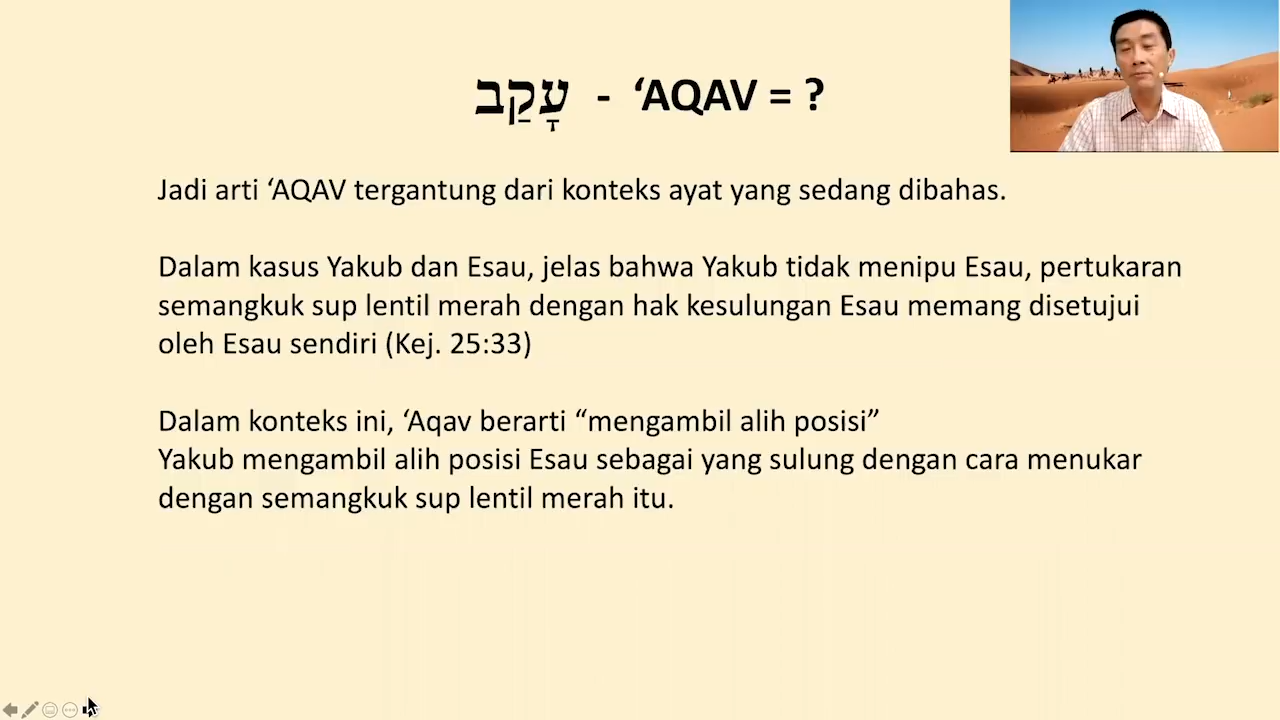 עָקַב - ‘AQAV = ?
Jadi arti ‘AQAV tergantung dari konteks ayat yang sedang dibahas.
Dalam kasus Yakub dan Esau, jelas bahwa Yakub tidak menipu Esau, pertukaran
semangkuk sup lentil merah dengan hak kesulungan Esau memang disetujui
oleh Esau sendiri (Kej. 25:33)
Dalam konteks ini, ‘Aqav berarti “mengambil alih posisi”
Yakub mengambil alih posisi Esau sebagai yang sulung dengan cara menukar
dengan semangkuk sup lentil merah itu.